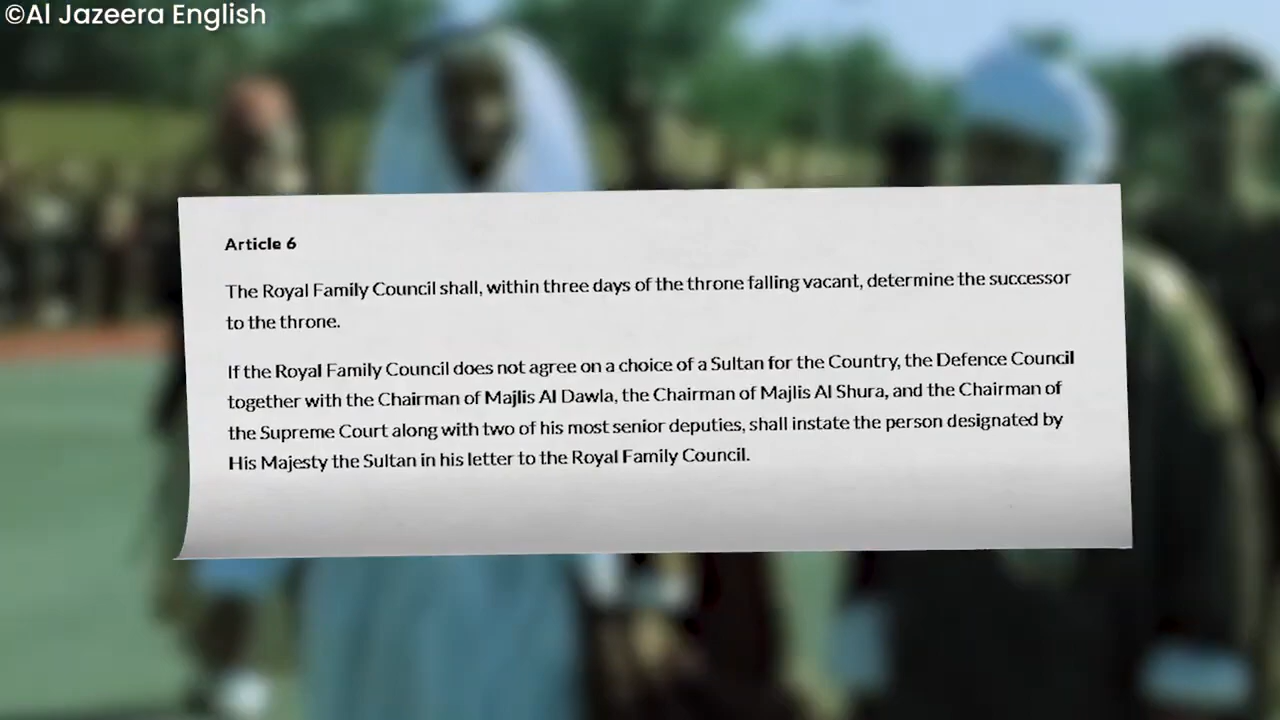 ©Al Jazeera English
Article 6
The Royal Family Council shall, within three days of the throne falling vacant, determine the successor
to the throne.
If the Royal Family Council does not agree on a choice of a Sultan for the Country, the Defence Council
together with the Chairman of Majlis Al Dawla, the Chairman of Majlis Al Shura, and the Chairman of
the Supreme Court along with two of his most senior deputies, shall instate the person designated by
His Majesty the Sultan in his letter to the Royal Family Council.